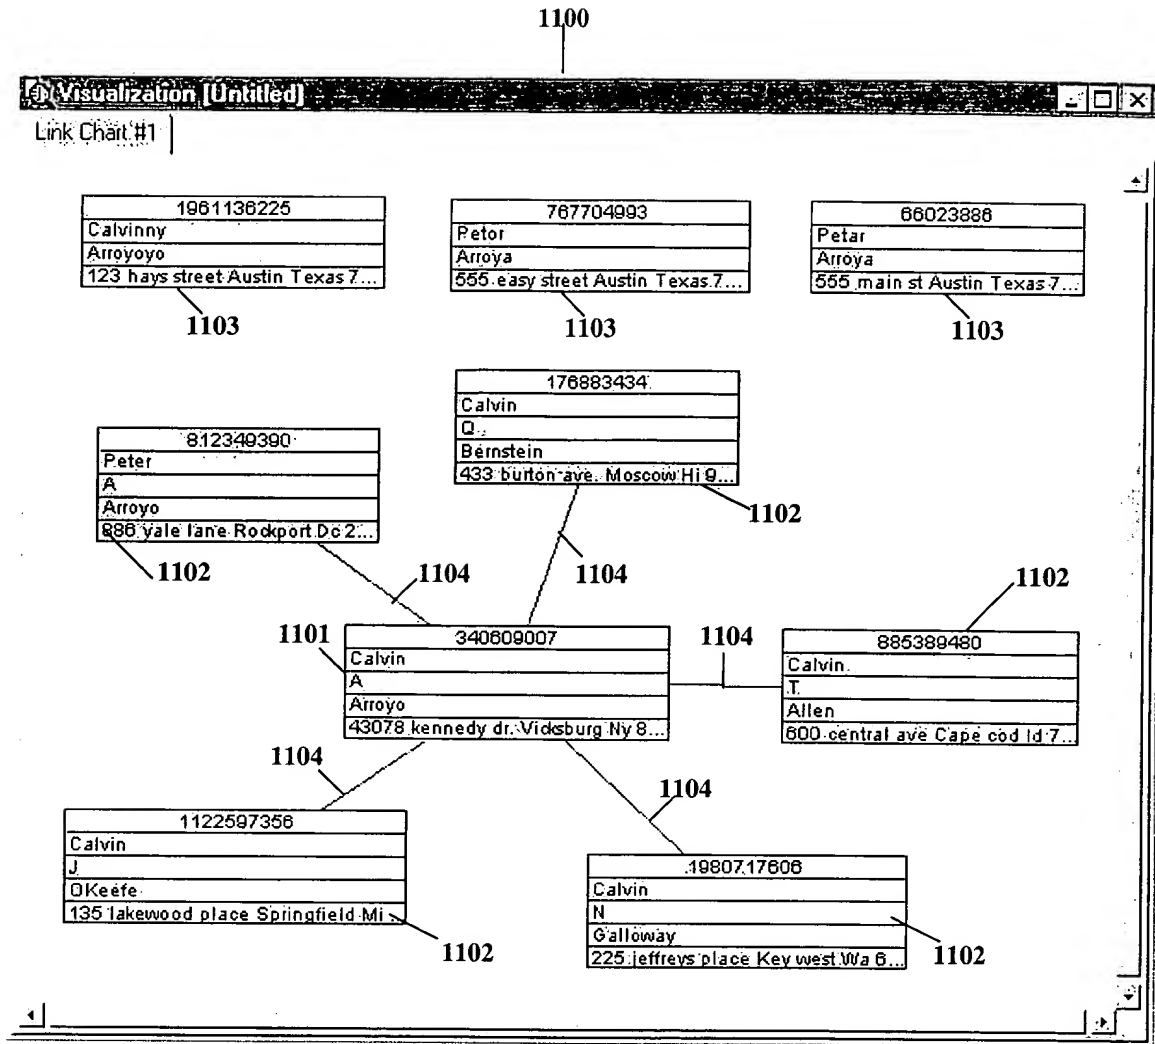 1100
Visualization [Untitled]
Link Chart #1
1961136225
Calvinny
Arroyoyo
123 hays street Austin Texas 7...
1103
767704993
Petor
Arroya
555 easy street Austin Texas 7...
1103
66023886
Petar
Arroya
555 main st Austin Texas 7...
1103
176883434
Calvin
Q
Bernstein
433 burton ave. Moscow Hi 9...
1102
812349390
Peter
A
Arroyo
886 yale lane Rockport Dc 2...
1102
1104
1104
1102
1101
340609007
Calvin
A
Arroyo
43078 kennedy dr. Vicksburg Ny 8...
1104
885389480
Calvin
T
Allen
600 central ave Cape cod Id 7...
1104
1104
1122597356
Calvin
J
OKeefe
135 lakewood place Springfield Mi ...
1102
1980717606
Calvin
N
Galloway
225 jeffreys place Key west Wa 6...
1102